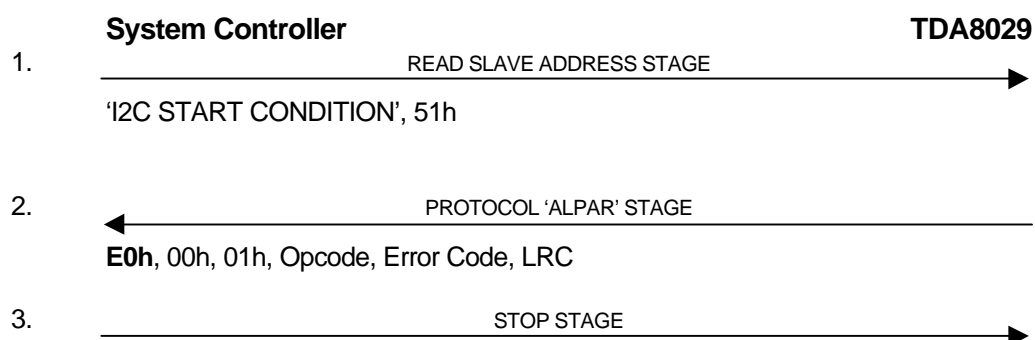 System Controller TDA8029
1. READ SLAVE ADDRESS STAGE
‘I2C START CONDITION’, 51h
2. PROTOCOL ‘ALPAR’ STAGE
E0h, 00h, 01h, Opcode, Error Code, LRC
3. STOP STAGE